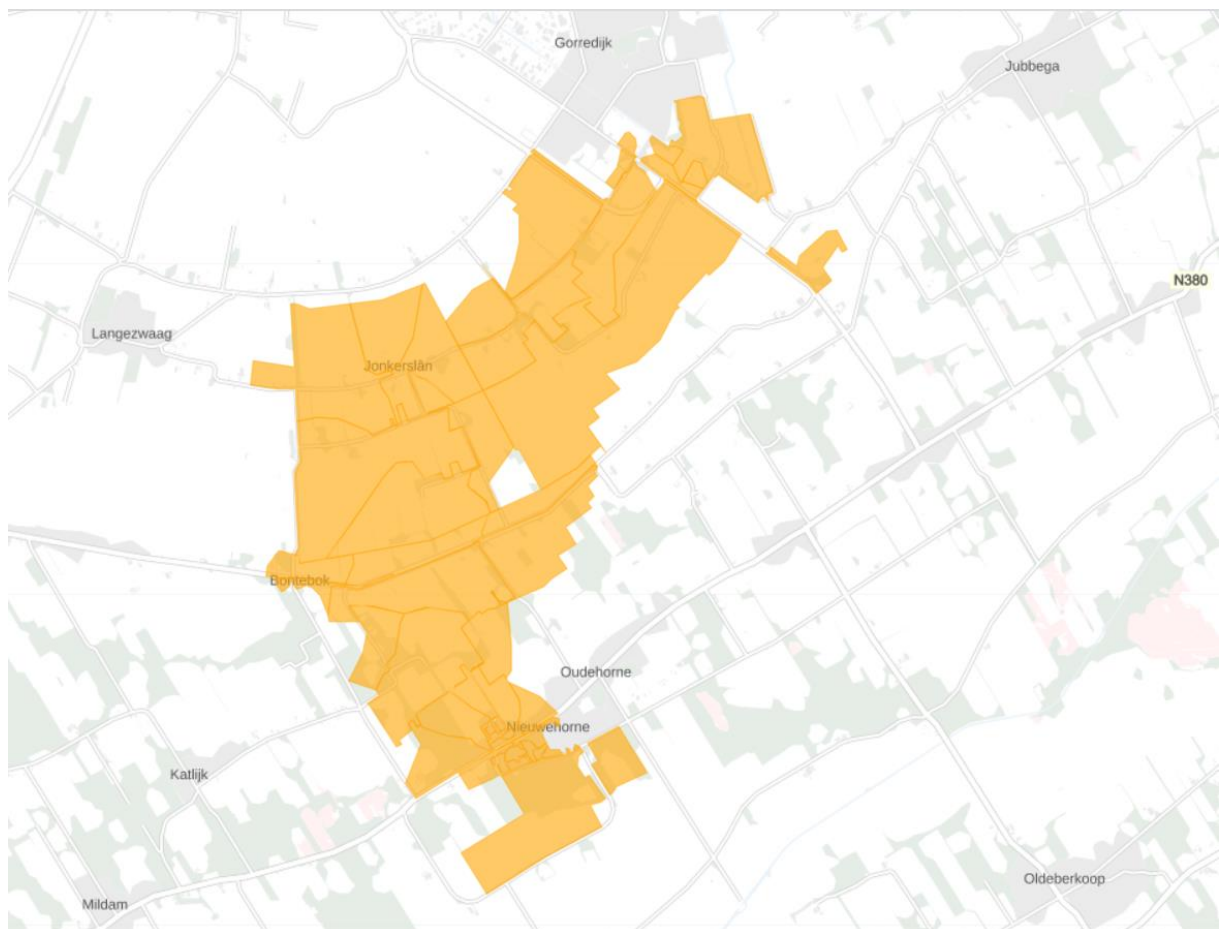 Gorredijk
Jubbega
N380
Langezwaag
Jonkerslân
Bontebok
Oudehorne
Nieuwehorne
Katlijk
Oldeberkoop
Mildam